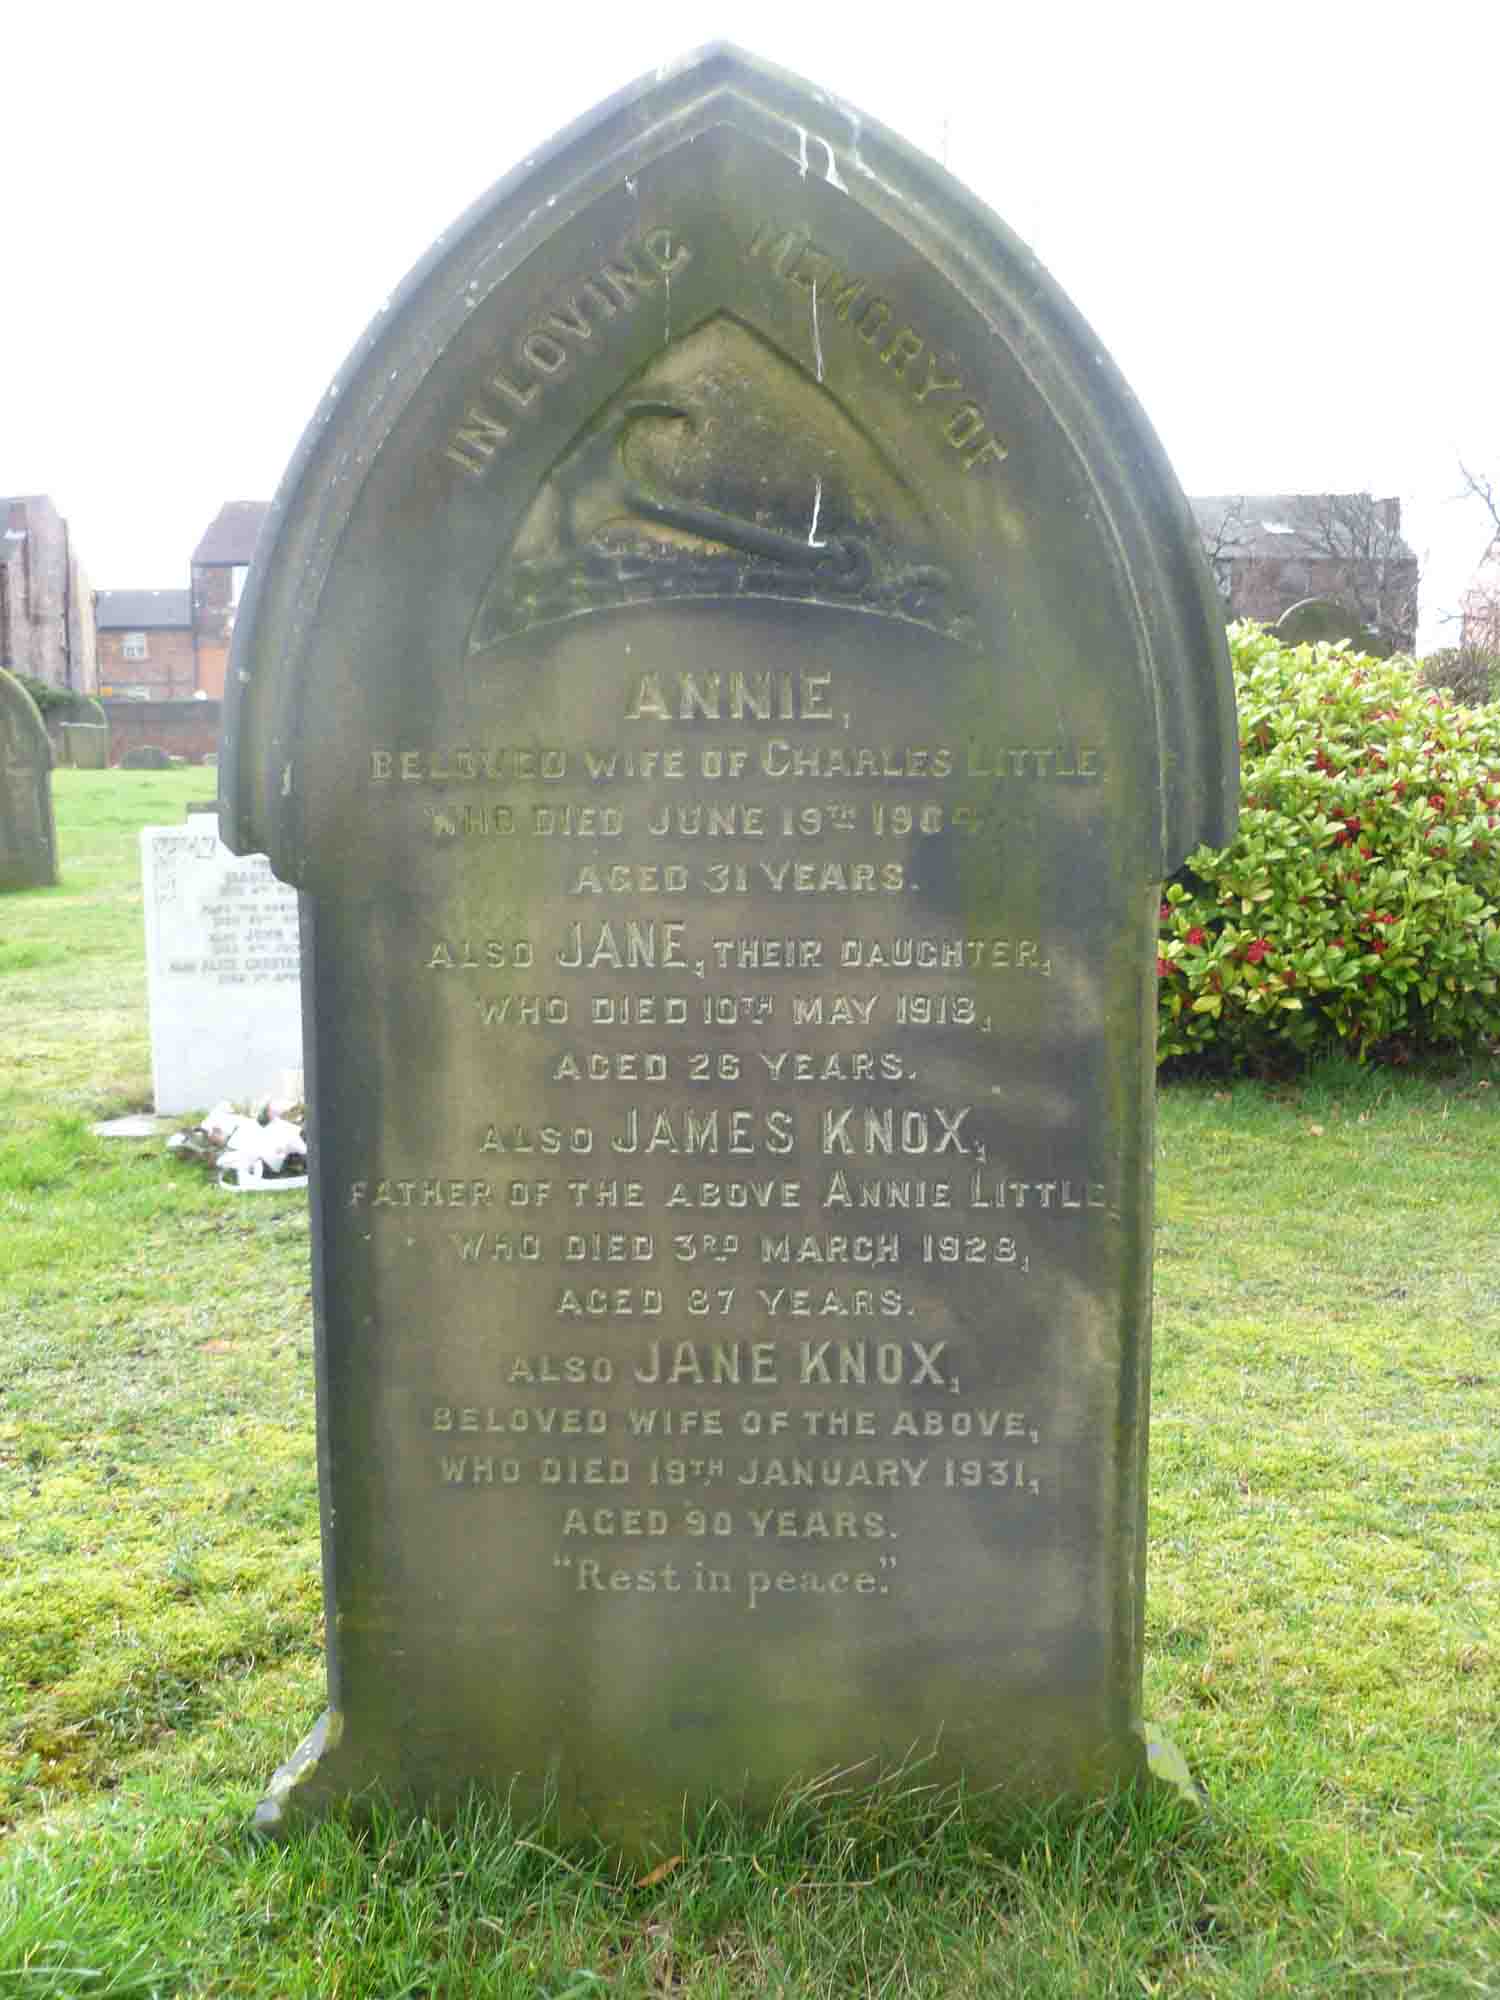 IN LOVING MEMORY OF
ANNIE,
BELOVED WIFE OF CHARLES LITTLE,
WHO DIED JUNE 19TH 1904
AGED 31 YEARS.
ALSO JANE, THEIR DAUGHTER,
WHO DIED 10TH MAY 1918,
AGED 26 YEARS.
ALSO JAMES KNOX,
FATHER OF THE ABOVE ANNIE LITTLE,
WHO DIED 3RD MARCH 1928,
AGED 87 YEARS.
ALSO JANE KNOX,
BELOVED WIFE OF THE ABOVE,
WHO DIED 19TH JANUARY 1931,
AGED 90 YEARS.
"Rest in peace."